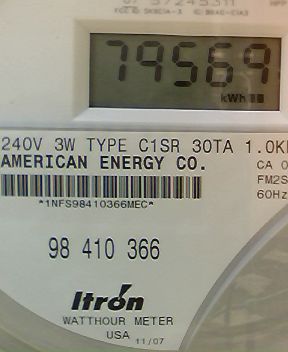 79569
kWh
240V 3W TYPE C1SR 30TA 1.0K
AMERICAN ENERGY CO.
CA 0
FM2S
60Hz
*1NFS98410366MEC*
98 410 366
Itron
WATTHOUR METER
USA 11/07